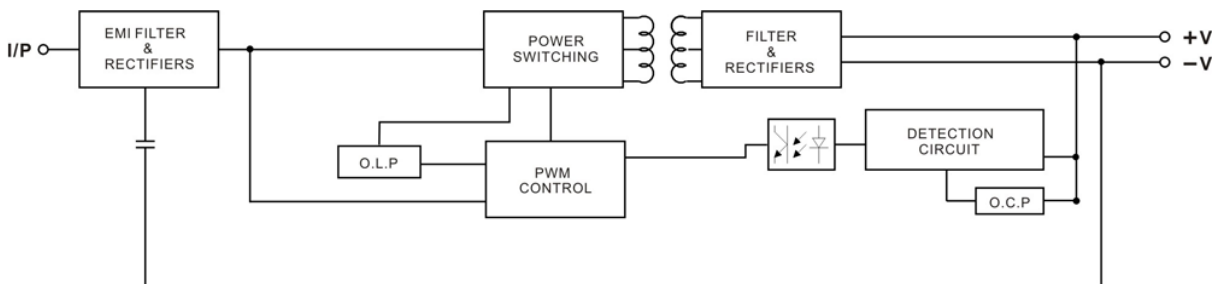 I/P
EMI FILTER
&
RECTIFIERS
POWER
SWITCHING
FILTER
&
RECTIFIERS
+V
−V
O.L.P
PWM
CONTROL
DETECTION
CIRCUIT
O.C.P